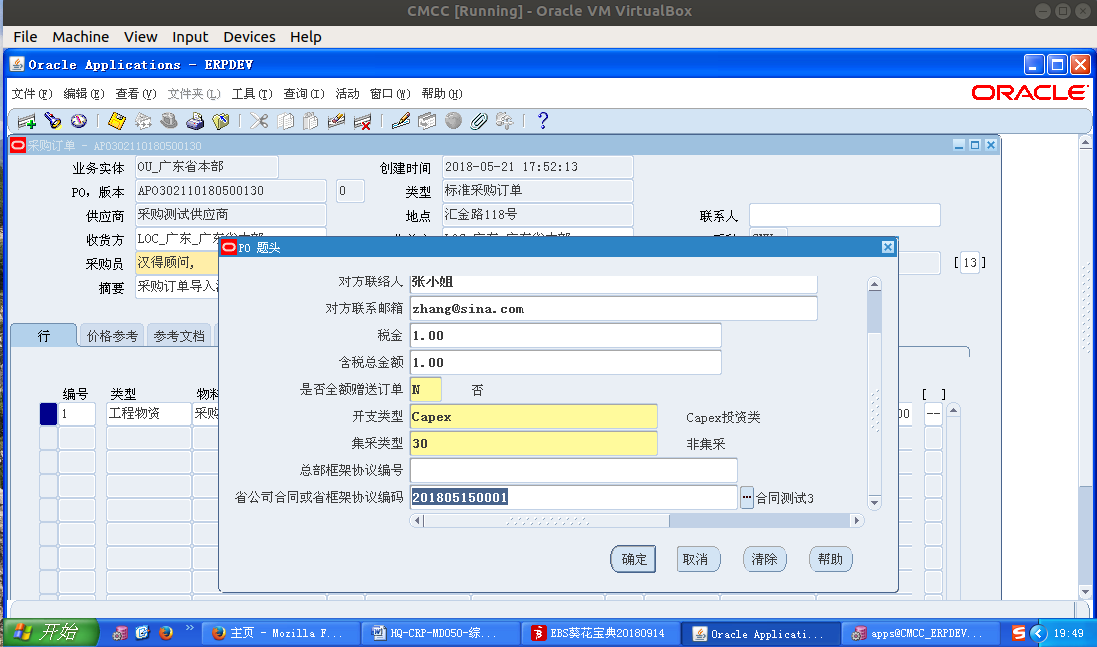 CMCC [Running] - Oracle VM VirtualBox
File Machine View Input Devices Help
Oracle Applications - ERPDEV
文件(F) 编辑(E) 查看(V) 文件夹(L) 工具(T) 查询(I) 活动 窗口(W) 帮助(H)
ORACLE
采购订单 - AP0302110180500130
业务实体 OU_广东省本部 创建时间 2018-05-21 17:52:13
PO, 版本 AP0302110180500130 0 类型 标准采购订单
供应商 采购测试供应商 地点 汇金路118号 联系人
收货方 LOC_广东_
PO 题头
采购员 汉得顾问, [13]
摘要 采购订单导入
对方联络人 张小姐
对方联系邮箱 zhang@sina.com
税金 1.00
含税总金额 1.00
是否全额赠送订单 N 否
开支类型 Capex Capex投资类
集采类型 30 非集采
总部框架协议编号
省公司合同或省框架协议编码 201805150001 ... 合同测试3
行 价格参考 参考文档
编号 类型 物料 [ ]
1 工程物资 采购 00 --
确定 取消 清除 帮助
开始 » 主页 - Mozilla F... HQ-CRP-MD050-综... EBS葵花宝典20180914 Oracle Applicati... apps@CMCC_ERPDEV... 19:49